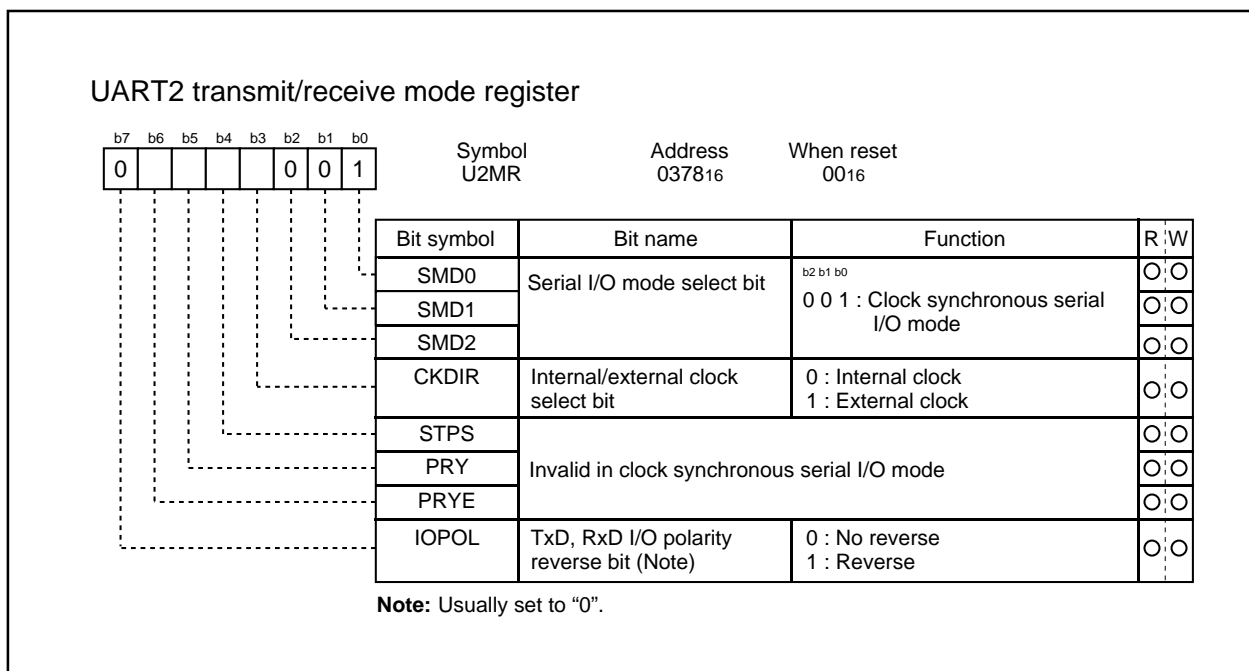 UART2 transmit/receive mode register
b7 b6 b5 b4 b3 b2 b1 b0
0 0 0 1
Symbol Address When reset
U2MR 037816 0016
Bit symbol Bit name Function R W
SMD0 Serial I/O mode select bit b2 b1 b0
SMD1 0 0 1 : Clock synchronous serial
I/O mode
SMD2
CKDIR Internal/external clock 0 : Internal clock
select bit 1 : External clock
STPS
PRY Invalid in clock synchronous serial I/O mode
PRYE
IOPOL TxD, RxD I/O polarity 0 : No reverse
reverse bit (Note) 1 : Reverse
Note: Usually set to “0”.